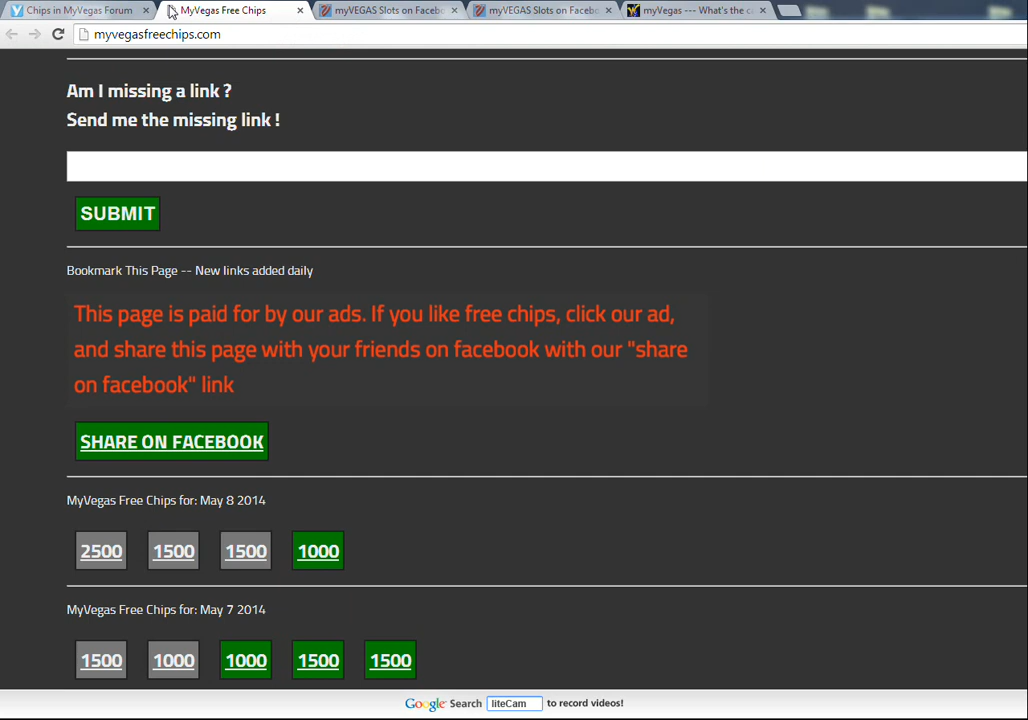 Chips in MyVegas Forum
MyVegas Free Chips
myVEGAS Slots on Faceb
myVEGAS Slots on Faceb
myVegas --- What's the ca
myvegasfreechips.com
Am I missing a link ?
Send me the missing link !
SUBMIT
Bookmark This Page -- New links added daily
This page is paid for by our ads. If you like free chips, click our ad,
and share this page with your friends on facebook with our "share
on facebook" link
SHARE ON FACEBOOK
MyVegas Free Chips for: May 8 2014
2500 1500 1500 1000
MyVegas Free Chips for: May 7 2014
1500 1000 1000 1500 1500
Google Search liteCam to record videos!